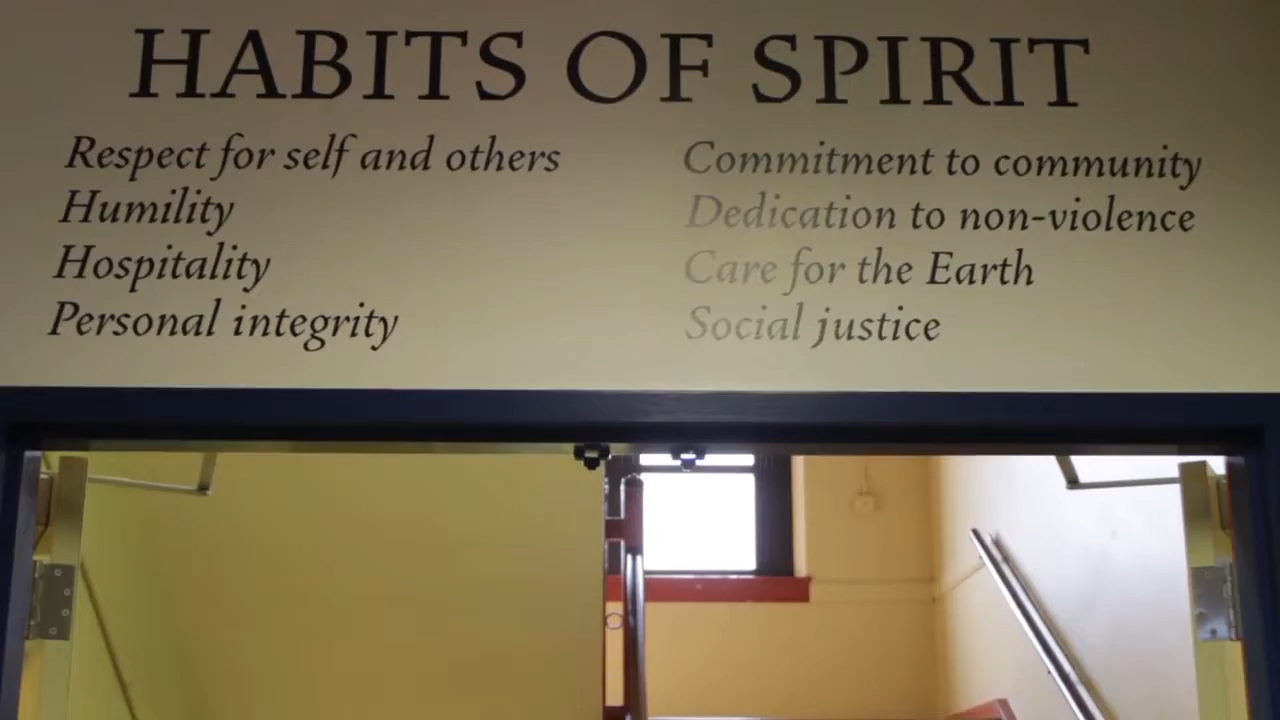 HABITS OF SPIRIT
Respect for self and others
Humility
Hospitality
Personal integrity
Commitment to community
Dedication to non-violence
Care for the Earth
Social justice